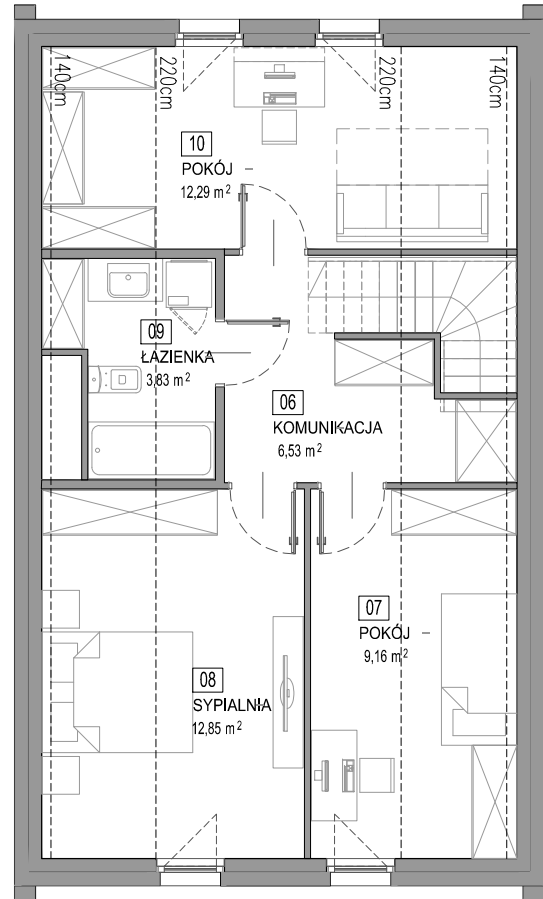 140cm
220cm
220cm
140cm
10
POKÓJ
12,29 m²
09
ŁAZIENKA
3,83 m²
06
KOMUNIKACJA
6,53 m²
07
POKÓJ
9,16 m²
08
SYPIALNIA
12,85 m²